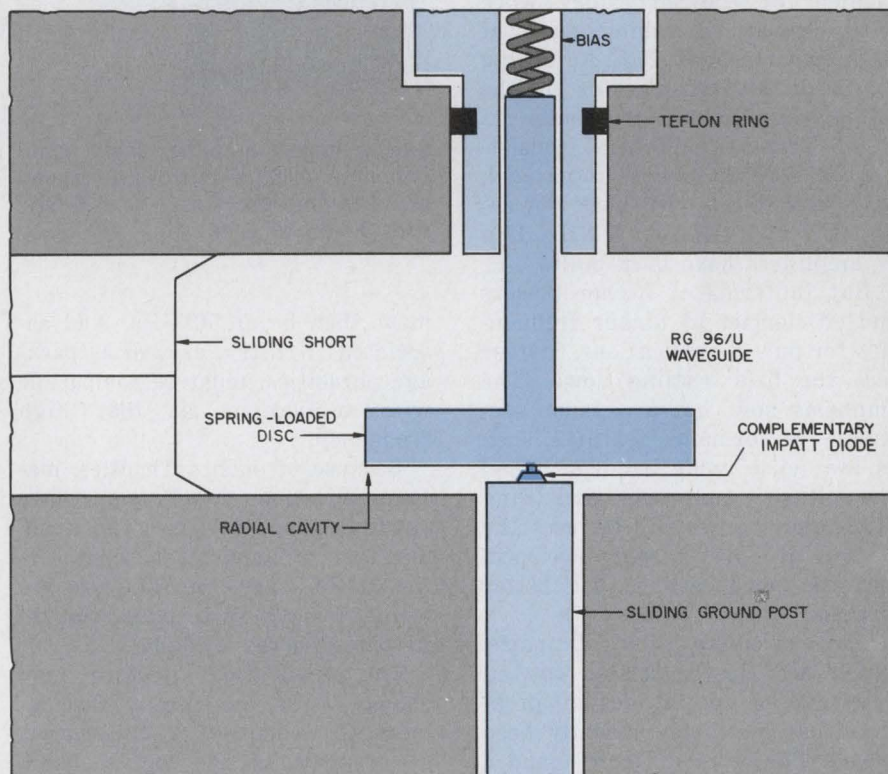 BIAS
TEFLON RING
SLIDING SHORT
RG 96/U
WAVEGUIDE
SPRING-LOADED
DISC
COMPLEMENTARY
IMPATT DIODE
RADIAL CAVITY
SLIDING GROUND POST